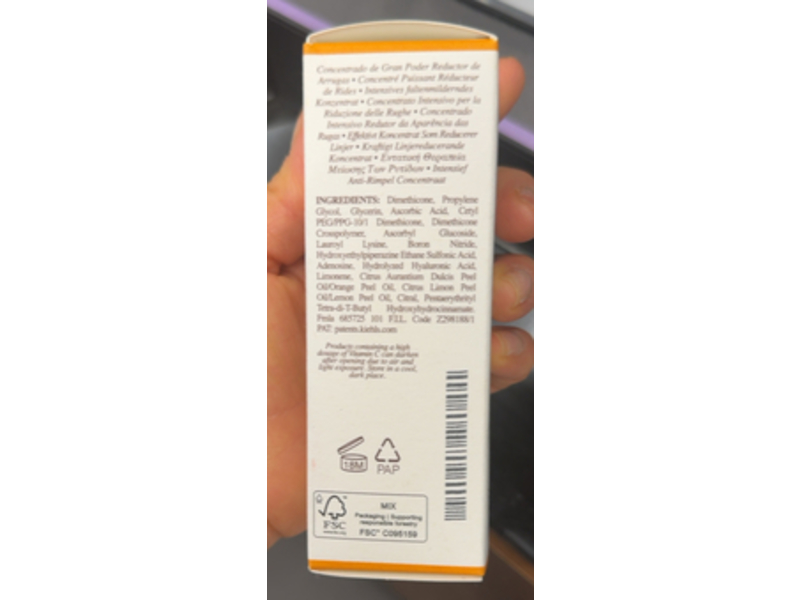 Concentrado de Gran Poder Reductor de
Arrugas • Concentré Puissant Réducteur
de Rides • Intensives faltenmilderndes
Konzentrat • Concentrato Intensivo per la
Riduzione delle Rughe • Concentrado
Intensivo Redutor da Aparência das
Rugas • Effektivt Koncentrat Som Reducerer
Linjer • Kraftigt Linjereducerande
Koncentrat • Εντατική Θεραπεία
Μείωσης Των Ρυτίδων • Intensief
Anti-Rimpel Concentraat
INGREDIENTS: Dimethicone, Propylene
Glycol, Glycerin, Ascorbic Acid, Cetyl
PEG/PPG-10/1 Dimethicone, Dimethicone
Crosspolymer, Ascorbyl Glucoside,
Lauroyl Lysine, Boron Nitride,
Hydroxyethylpiperazine Ethane Sulfonic Acid,
Adenosine, Hydrolyzed Hyaluronic Acid,
Limonene, Citrus Aurantium Dulcis Peel
Oil/Orange Peel Oil, Citrus Limon Peel
Oil/Lemon Peel Oil, Citral, Pentaerythrityl
Tetra-di-T-Butyl Hydroxyhydrocinnamate.
Fmla 685725 101 F.I.L. Code Z298188/1
PAT: patents.kiehls.com
Products containing a high
dosage of Vitamin C can darken
after opening due to air and
light exposure. Store in a cool,
dark place.
18M
PAP
FSC
MIX
Packaging | Supporting
responsible forestry
FSC® C095159